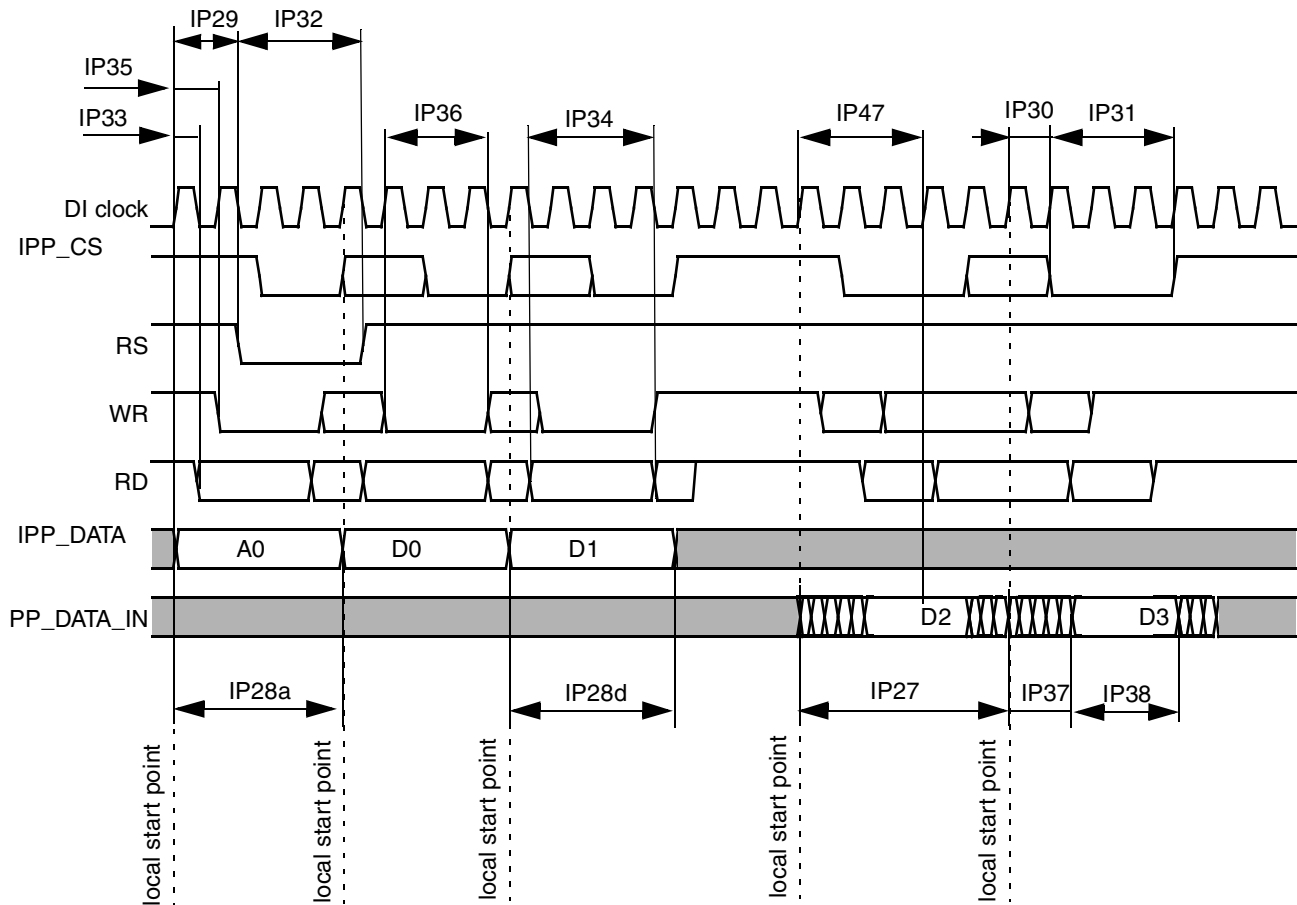 IP29 IP32
IP35
IP33 IP36 IP34 IP47 IP30 IP31
DI clock
IPP_CS
RS
WR
RD
IPP_DATA A0 D0 D1
PP_DATA_IN D2 D3
IP28a IP28d IP27 IP37 IP38
local start point
local start point
local start point
local start point
local start point